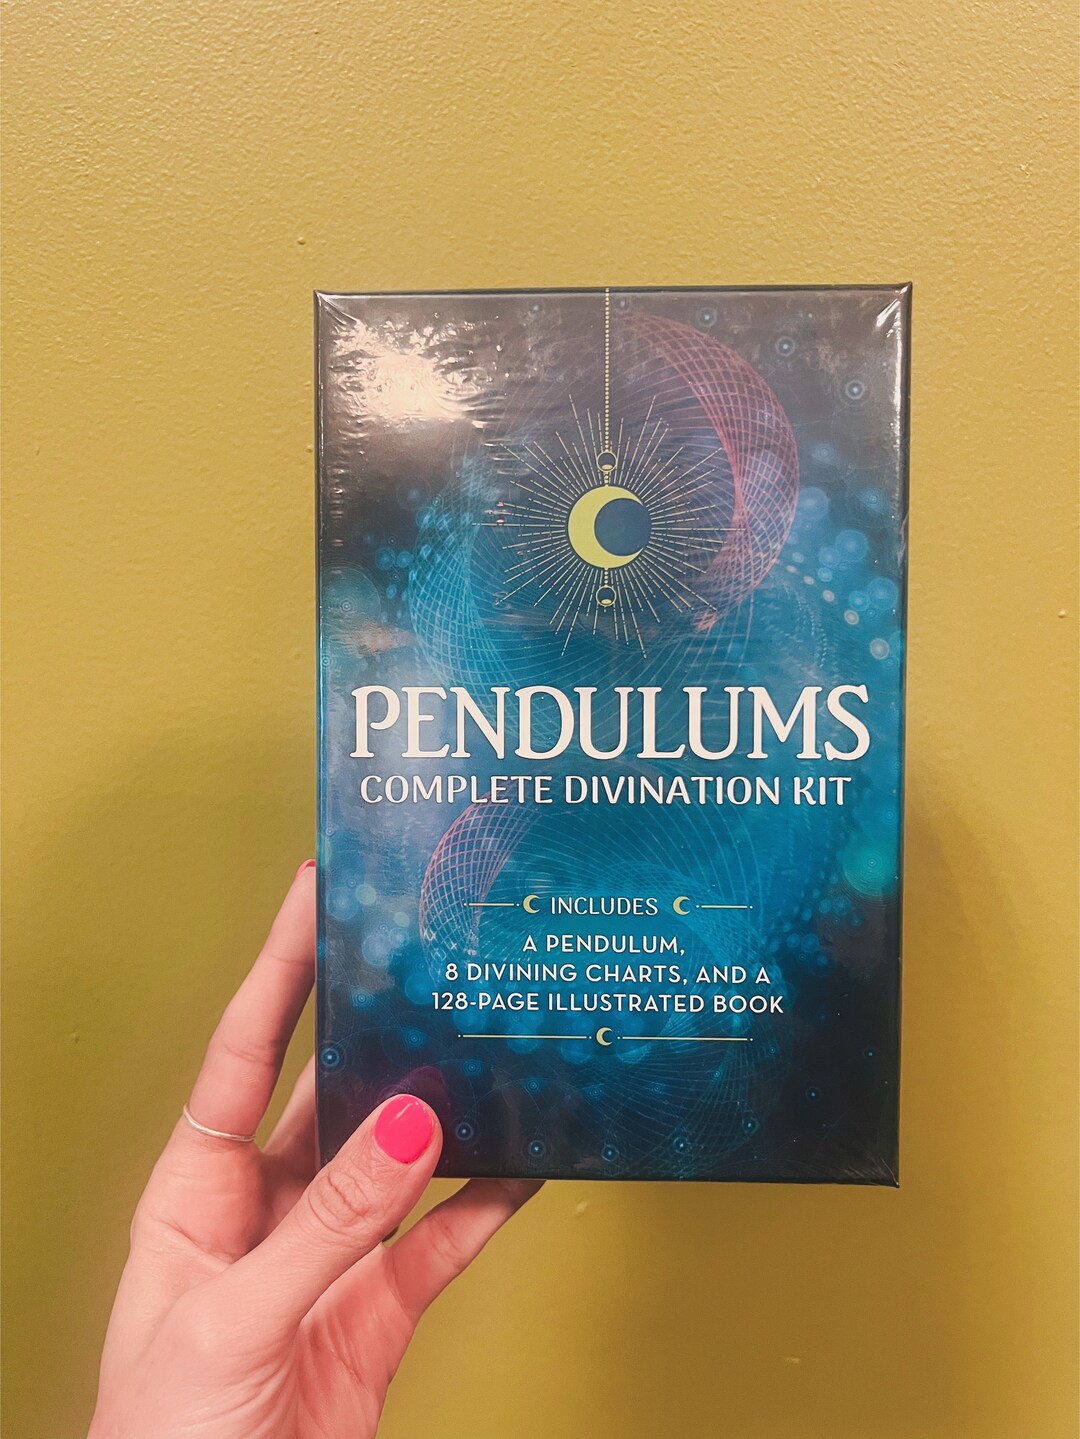 PENDULUMS
COMPLETE DIVINATION KIT
INCLUDES
A PENDULUM,
8 DIVINING CHARTS, AND A
128-PAGE ILLUSTRATED BOOK